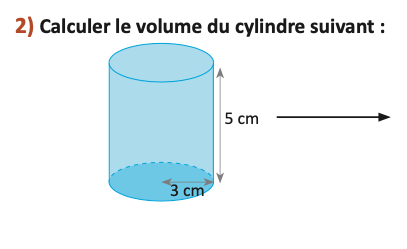 2) Calculer le volume du cylindre suivant :
5 cm
3 cm